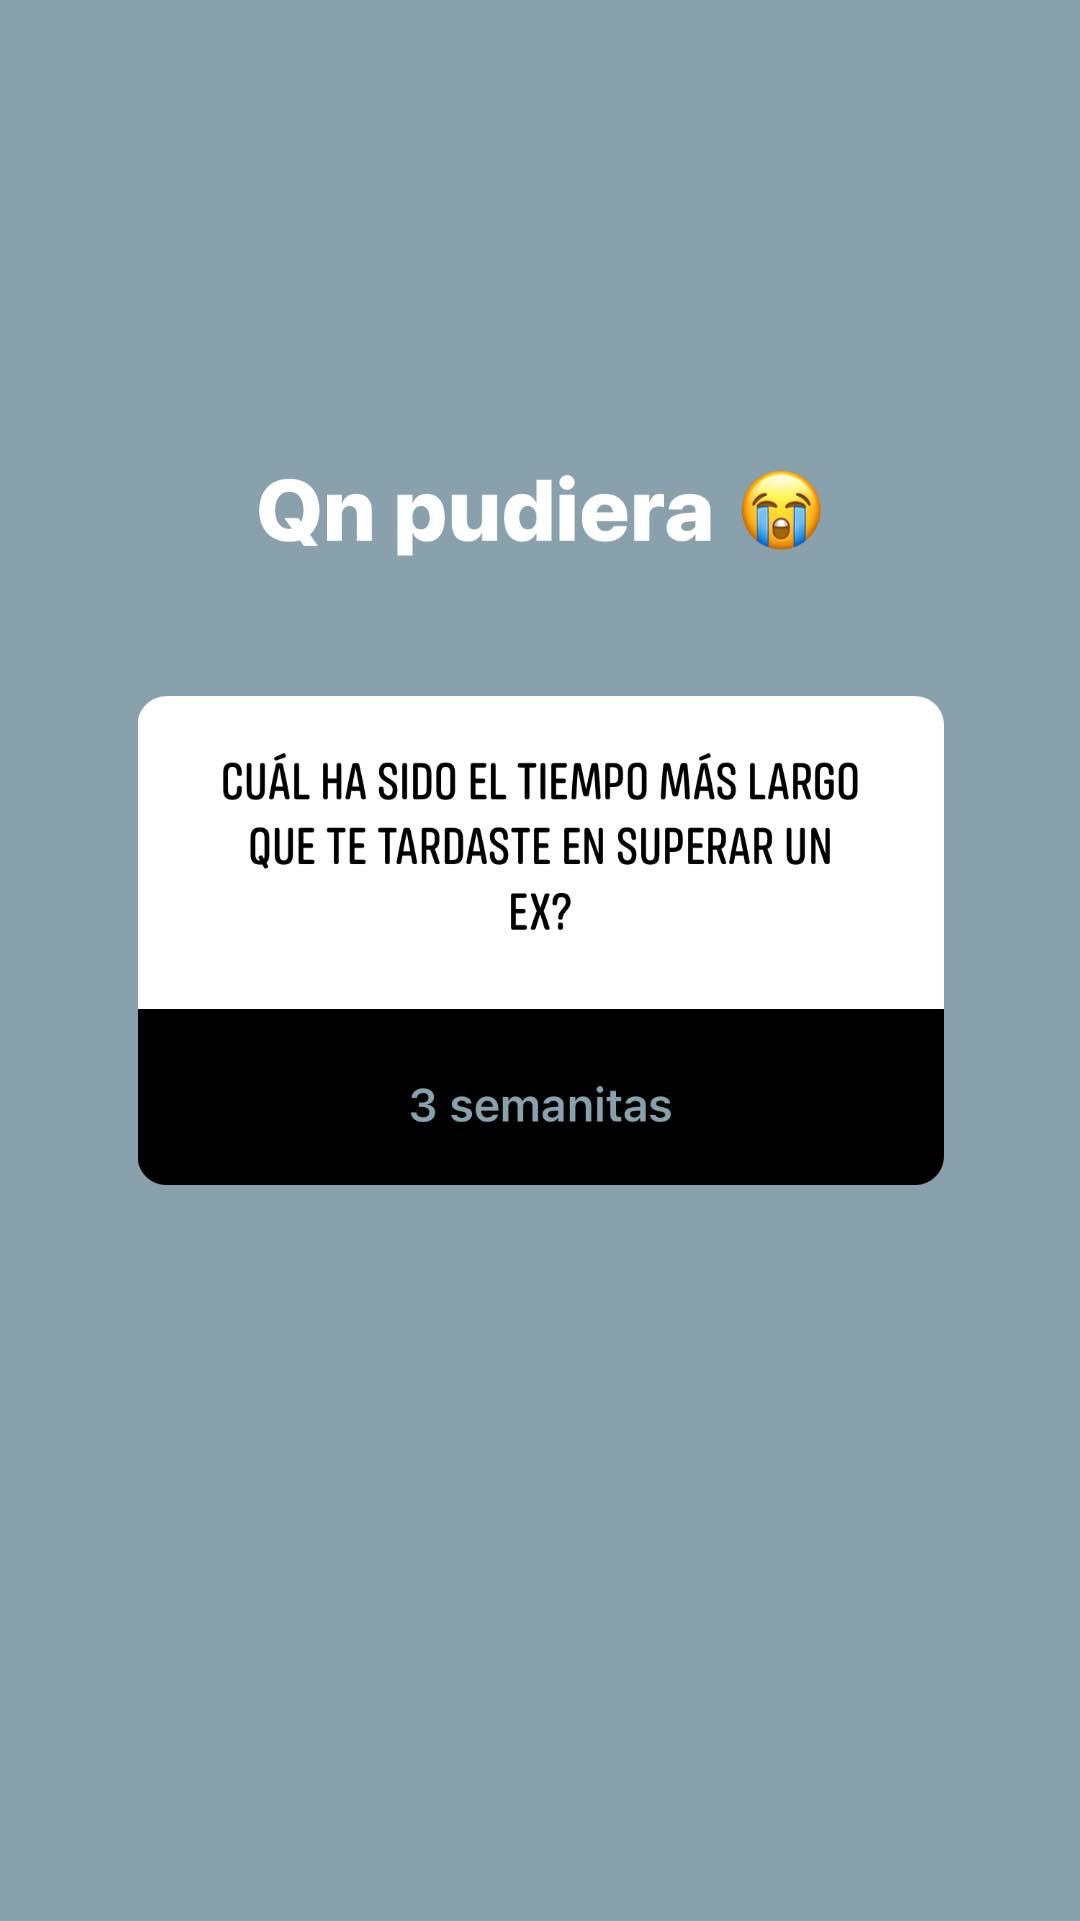 Qn pudiera 😭
CUÁL HA SIDO EL TIEMPO MÁS LARGO
QUE TE TARDASTE EN SUPERAR UN
EX?
3 semanitas